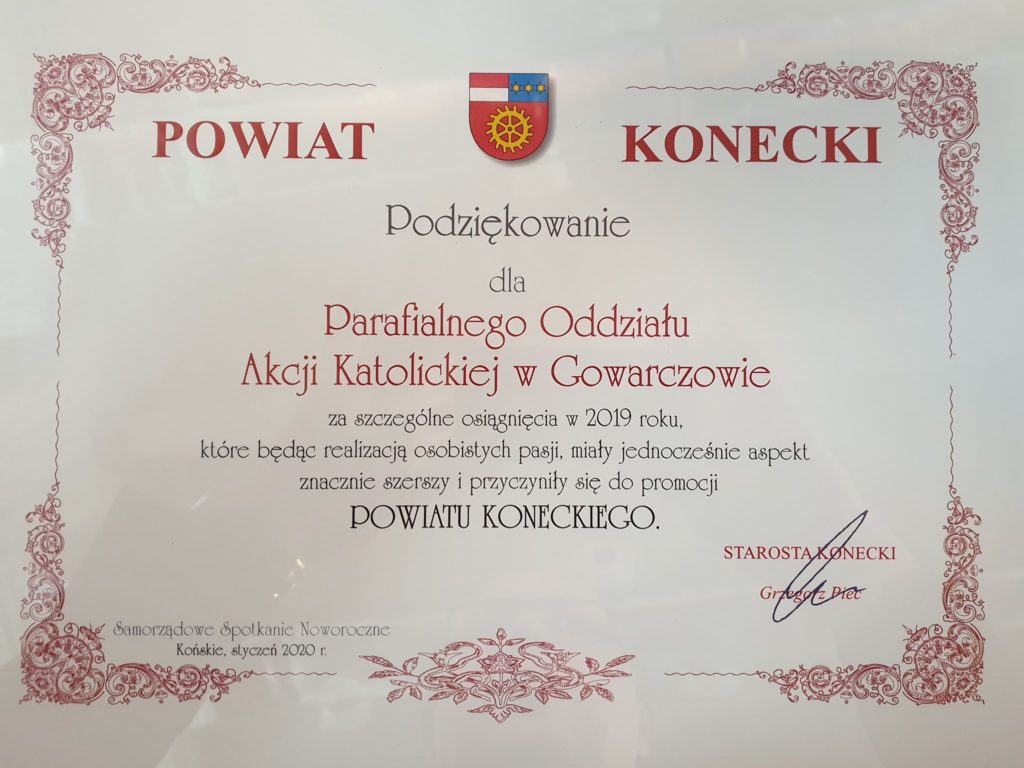 POWIAT KONECKI
Podziękowanie
dla
Parafialnego Oddziału
Akcji Katolickiej w Gowarczowie
za szczególne osiągnięcia w 2019 roku,
które będąc realizacją osobistych pasji, miały jednocześnie aspekt
znacznie szerszy i przyczyniły się do promocji
POWIATU KONECKIEGO.
STAROSTA KONECKI
Grzegorz Piec
Samorządowe Spotkanie Noworoczne
Końskie, styczeń 2020 r.